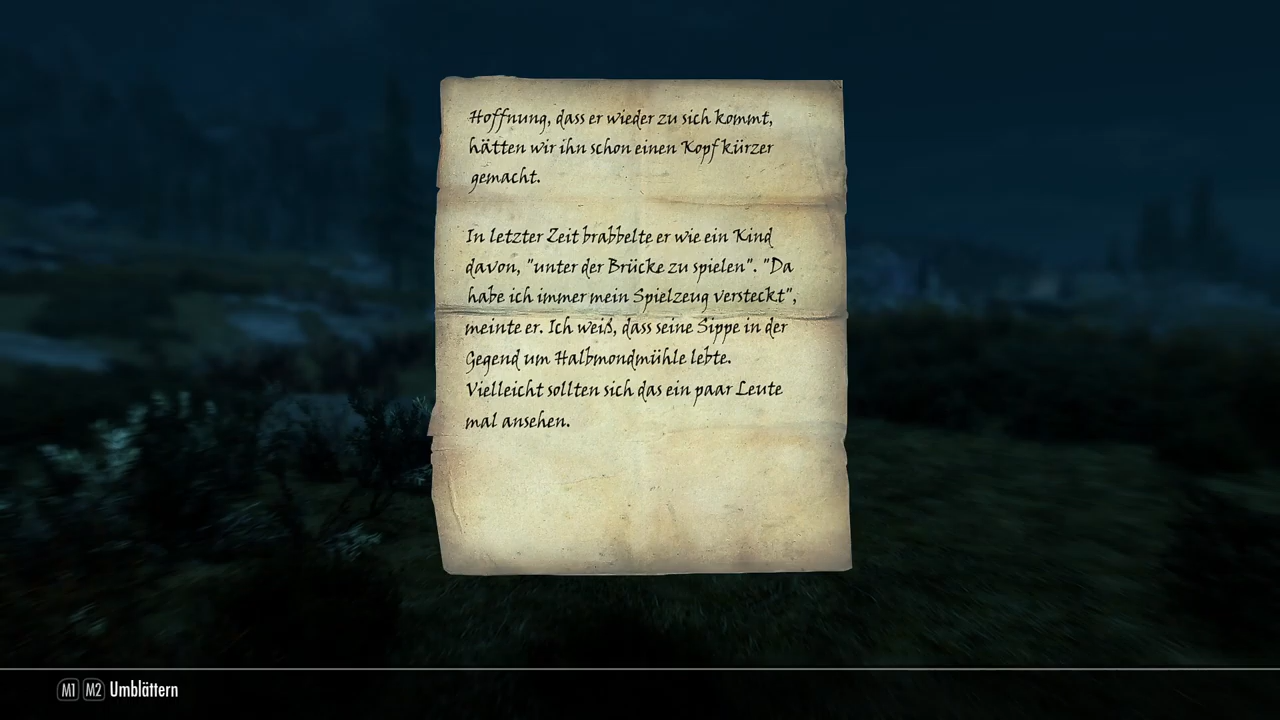 Hoffnung, dass er wieder zu sich kommt,
hätten wir ihn schon einen Kopf kürzer
gemacht.
In letzter Zeit brabbelte er wie ein Kind
davon, "unter der Brücke zu spielen". "Da
habe ich immer mein Spielzeug versteckt",
meinte er. Ich weiß, dass seine Sippe in der
Gegend um Halbmondmühle lebte.
Vielleicht sollten sich das ein paar Leute
mal ansehen.
M1 M2 Umblättern